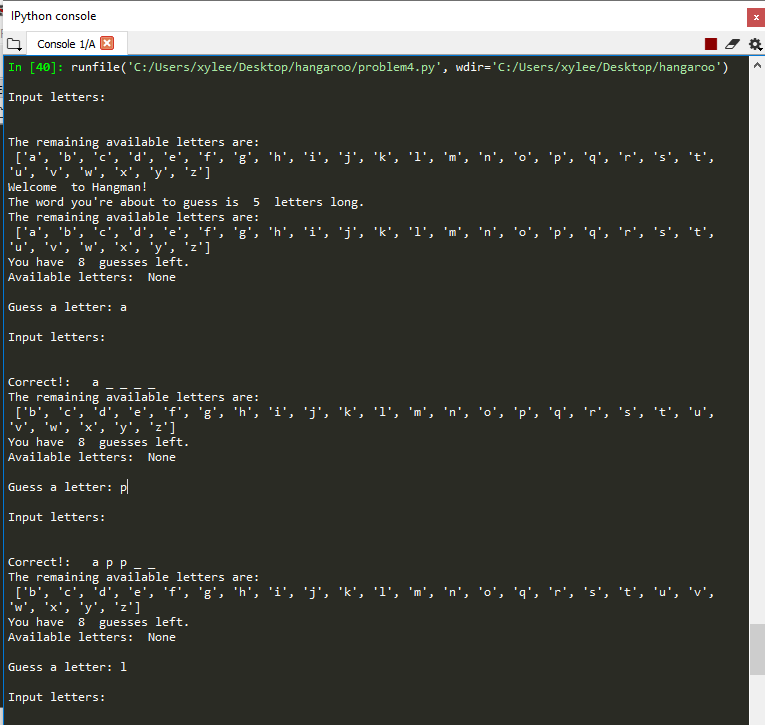 IPython console
Console 1/A
In [40]: runfile('C:/Users/xylee/Desktop/hangaroo/problem4.py', wdir='C:/Users/xylee/Desktop/hangaroo')
Input letters:
The remaining available letters are:
['a', 'b', 'c', 'd', 'e', 'f', 'g', 'h', 'i', 'j', 'k', 'l', 'm', 'n', 'o', 'p', 'q', 'r', 's', 't',
'u', 'v', 'w', 'x', 'y', 'z']
Welcome  to Hangman!
The word you're about to guess is  5  letters long.
The remaining available letters are:
['a', 'b', 'c', 'd', 'e', 'f', 'g', 'h', 'i', 'j', 'k', 'l', 'm', 'n', 'o', 'p', 'q', 'r', 's', 't',
'u', 'v', 'w', 'x', 'y', 'z']
You have  8  guesses left.
Available letters:  None
Guess a letter: a
Input letters:
Correct!:   a _ _ _ _
The remaining available letters are:
['b', 'c', 'd', 'e', 'f', 'g', 'h', 'i', 'j', 'k', 'l', 'm', 'n', 'o', 'p', 'q', 'r', 's', 't', 'u',
'v', 'w', 'x', 'y', 'z']
You have  8  guesses left.
Available letters:  None
Guess a letter: p
Input letters:
Correct!:   a p p _ _
The remaining available letters are:
['b', 'c', 'd', 'e', 'f', 'g', 'h', 'i', 'j', 'k', 'l', 'm', 'n', 'o', 'q', 'r', 's', 't', 'u', 'v',
'w', 'x', 'y', 'z']
You have  8  guesses left.
Available letters:  None
Guess a letter: l
Input letters: